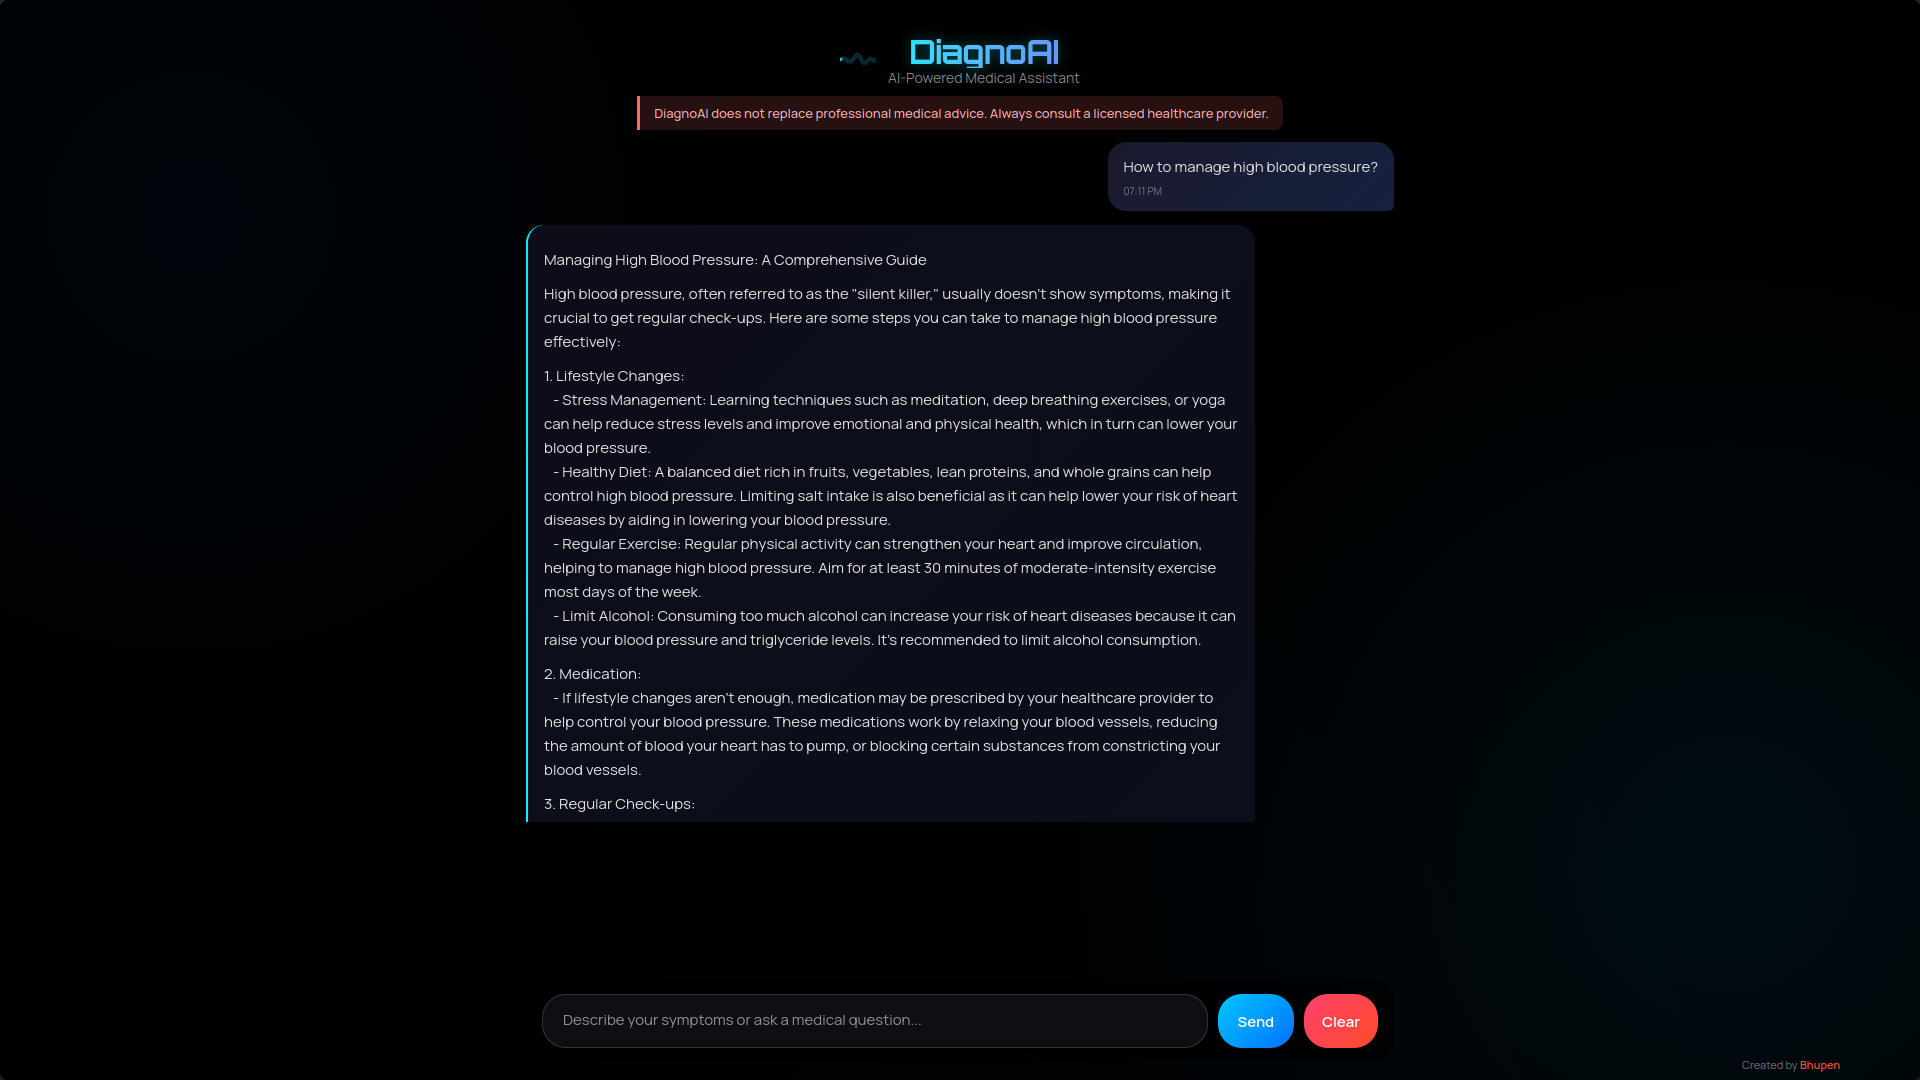 DiagnoAI
AI-Powered Medical Assistant
DiagnoAI does not replace professional medical advice. Always consult a licensed healthcare provider.
How to manage high blood pressure?
07:11 PM
Managing High Blood Pressure: A Comprehensive Guide
High blood pressure, often referred to as the "silent killer," usually doesn't show symptoms, making it
crucial to get regular check-ups. Here are some steps you can take to manage high blood pressure
effectively:
1. Lifestyle Changes:
- Stress Management: Learning techniques such as meditation, deep breathing exercises, or yoga
can help reduce stress levels and improve emotional and physical health, which in turn can lower your
blood pressure.
- Healthy Diet: A balanced diet rich in fruits, vegetables, lean proteins, and whole grains can help
control high blood pressure. Limiting salt intake is also beneficial as it can help lower your risk of heart
diseases by aiding in lowering your blood pressure.
- Regular Exercise: Regular physical activity can strengthen your heart and improve circulation,
helping to manage high blood pressure. Aim for at least 30 minutes of moderate-intensity exercise
most days of the week.
- Limit Alcohol: Consuming too much alcohol can increase your risk of heart diseases because it can
raise your blood pressure and triglyceride levels. It's recommended to limit alcohol consumption.
2. Medication:
- If lifestyle changes aren't enough, medication may be prescribed by your healthcare provider to
help control your blood pressure. These medications work by relaxing your blood vessels, reducing
the amount of blood your heart has to pump, or blocking certain substances from constricting your
blood vessels.
3. Regular Check-ups:
Describe your symptoms or ask a medical question...
Send
Clear
Created by Bhupen